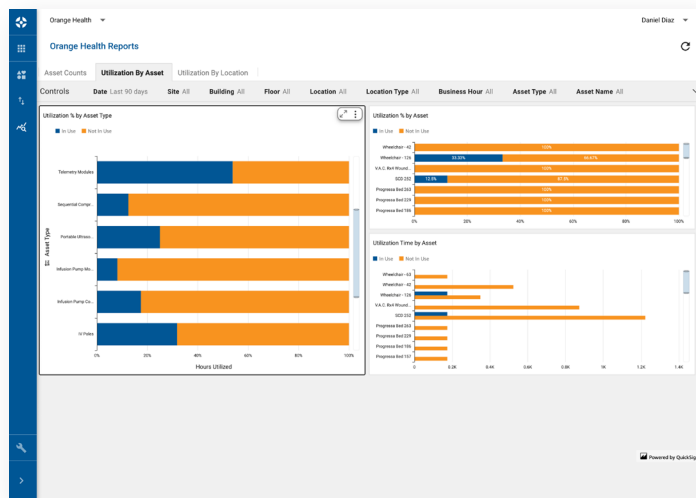 Orange Health
Daniel Diaz
Orange Health Reports
Asset Counts Utilization By Asset Utilization By Location
Controls Date Last 90 days Site All Building All Floor All Location All Location Type All Business Hour All Asset Type All Asset Name All
Utilization % by Asset Type
In Use Not In Use
Asset Type
Telemetry Modules
Sequential Compr...
Portable Ultraso...
Infusion Pump Mo...
Infusion Pump Co...
IV Poles
0% 20% 40% 60% 80% 100%
Hours Utilized
Utilization % by Asset
In Use Not In Use
Wheelchair - 42 100%
Wheelchair - 126 33.33% 66.67%
V.A.C. Rx4 Wound... 100%
SCD 232 12.5% 87.5%
Progressa Bed 263 100%
Progressa Bed 229 100%
Progressa Bed 186 100%
0% 20% 40% 60% 80% 100%
Utilization Time by Asset
In Use Not In Use
Wheelchair - 63
Wheelchair - 42
Wheelchair - 126
V.A.C. Rx4 Wound...
SCD 232
Progressa Bed 263
Progressa Bed 229
Progressa Bed 186
Progressa Bed 157
0 0.2K 0.4K 0.6K 0.8K 1K 1.2K 1.4K
Powered by QuickSig